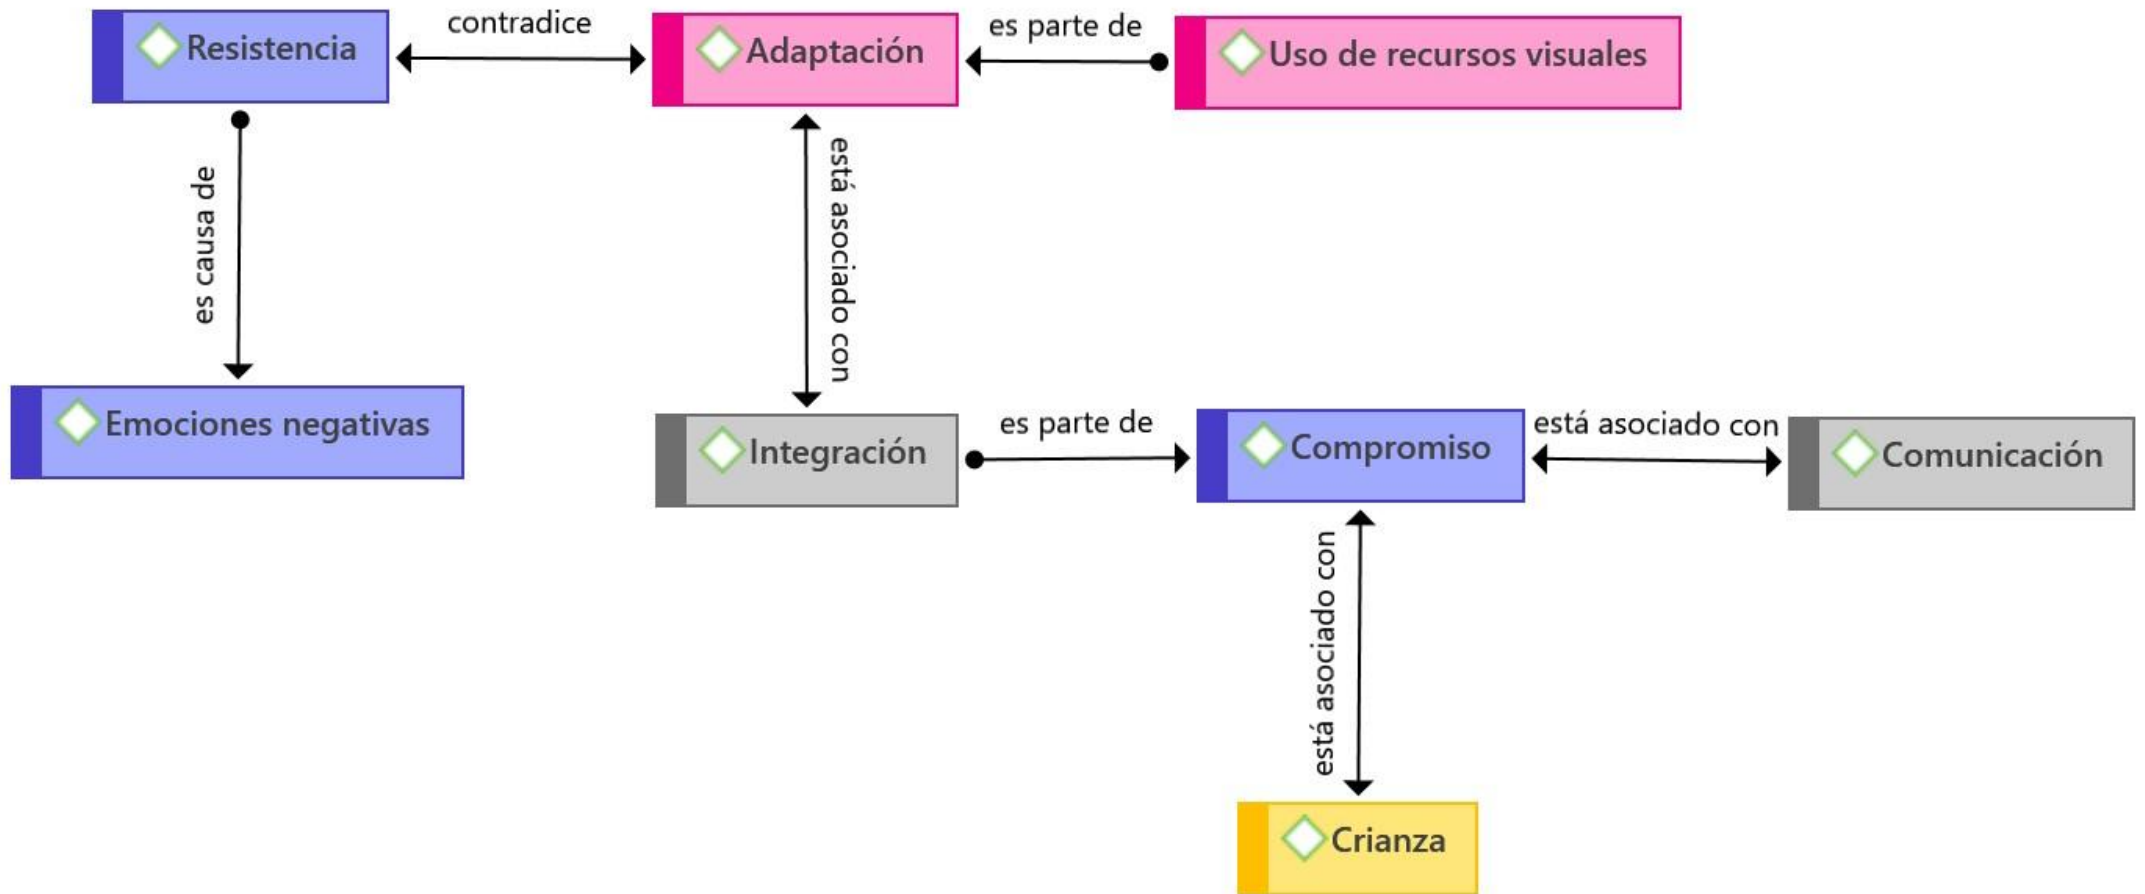 Resistencia
contradice
Adaptación
es parte de
Uso de recursos visuales
es causa de
está asociado con
Emociones negativas
Integración
es parte de
Compromiso
está asociado con
Comunicación
está asociado con
Crianza